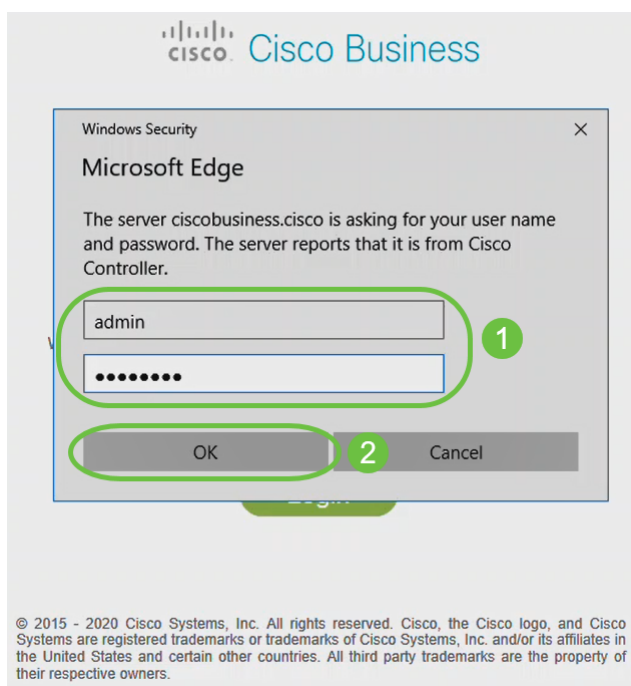 CISCO. Cisco Business
Windows Security
Microsoft Edge
The server ciscobusiness.cisco is asking for your user name
and password. The server reports that it is from Cisco
Controller.
admin
1
••••••••
OK
2
Cancel
Login
© 2015 - 2020 Cisco Systems, Inc. All rights reserved. Cisco, the Cisco logo, and Cisco
Systems are registered trademarks or trademarks of Cisco Systems, Inc. and/or its affiliates in
the United States and certain other countries. All third party trademarks are the property of
their respective owners.